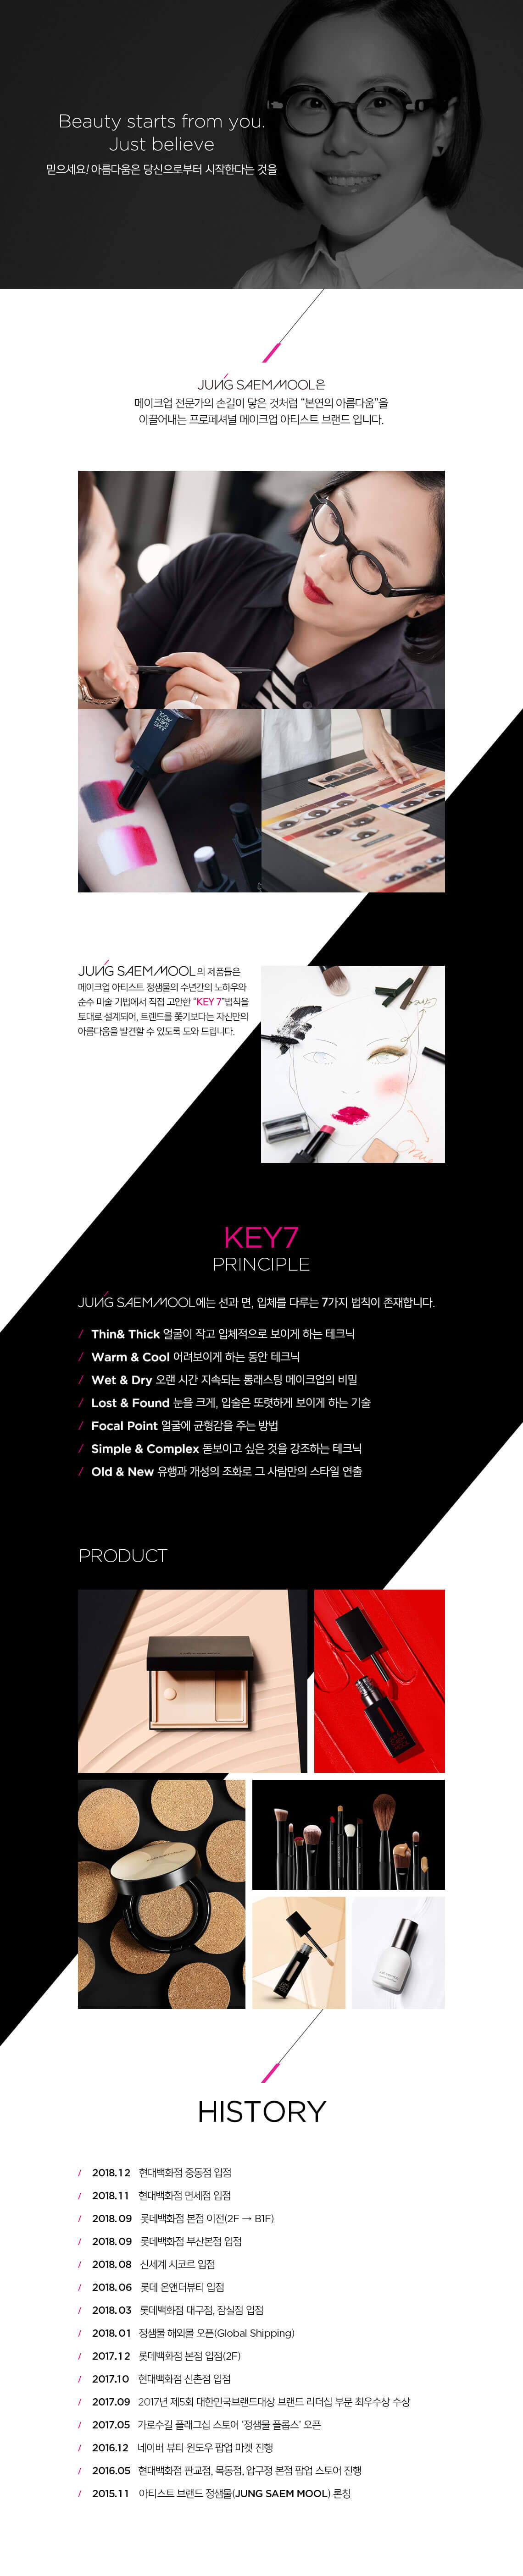 Beauty starts from you.
Just believe
믿으세요! 아름다움은 당신으로부터 시작한다는 것을
JUNG SAEM MOOL은
메이크업 전문가의 손길이 닿은 것처럼 “본연의 아름다움”을
이끌어내는 프로페셔널 메이크업 아티스트 브랜드 입니다.
JUNG SAEM MOOL의 제품들은
메이크업 아티스트 정샘물의 수년간의 노하우와
순수 미술 기법에서 직접 고안한 “KEY 7”법칙을
토대로 설계되어, 트렌드를 쫓기보다는 자신만의
아름다움을 발견할 수 있도록 도와 드립니다.
KEY7
PRINCIPLE
JUNG SAEM MOOL에는 선과 면, 입체를 다루는 7가지 법칙이 존재합니다.
/ Thin& Thick 얼굴이 작고 입체적으로 보이게 하는 테크닉
/ Warm & Cool 어려보이게 하는 동안 테크닉
/ Wet & Dry 오랜 시간 지속되는 롱래스팅 메이크업의 비밀
/ Lost & Found 눈을 크게, 입술은 또렷하게 보이게 하는 기술
/ Focal Point 얼굴에 균형감을 주는 방법
/ Simple & Complex 돋보이고 싶은 것을 강조하는 테크닉
/ Old & New 유행과 개성의 조화로 그 사람만의 스타일 연출
PRODUCT
HISTORY
/ 2018.12 현대백화점 중동점 입점
/ 2018.11 현대백화점 면세점 입점
/ 2018.09 롯데백화점 본점 이전(2F → B1F)
/ 2018.09 롯데백화점 부산본점 입점
/ 2018.08 신세계 시코르 입점
/ 2018.06 롯데 온앤더뷰티 입점
/ 2018.03 롯데백화점 대구점, 잠실점 입점
/ 2018.01 정샘물 해외몰 오픈(Global Shipping)
/ 2017.12 롯데백화점 본점 입점(2F)
/ 2017.10 현대백화점 신촌점 입점
/ 2017.09 2017년 제5회 대한민국브랜드대상 브랜드 리더십 부문 최우수상 수상
/ 2017.05 가로수길 플래그십 스토어 ‘정샘물 플롭스’ 오픈
/ 2016.12 네이버 뷰티 윈도우 팝업 마켓 진행
/ 2016.05 현대백화점 판교점, 목동점, 압구정 본점 팝업 스토어 진행
/ 2015.11 아티스트 브랜드 정샘물(JUNG SAEM MOOL) 론칭